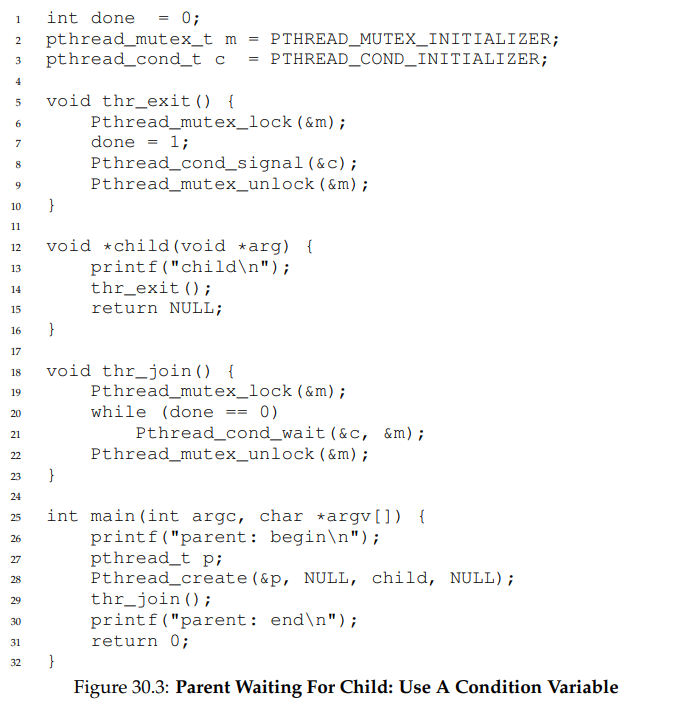 1 int done  = 0;
2 pthread_mutex_t m = PTHREAD_MUTEX_INITIALIZER;
3 pthread_cond_t c  = PTHREAD_COND_INITIALIZER;
4
5 void thr_exit() {
6     Pthread_mutex_lock(&m);
7     done = 1;
8     Pthread_cond_signal(&c);
9     Pthread_mutex_unlock(&m);
10 }
11
12 void *child(void *arg) {
13     printf("child\n");
14     thr_exit();
15     return NULL;
16 }
17
18 void thr_join() {
19     Pthread_mutex_lock(&m);
20     while (done == 0)
21         Pthread_cond_wait(&c, &m);
22     Pthread_mutex_unlock(&m);
23 }
24
25 int main(int argc, char *argv[]) {
26     printf("parent: begin\n");
27     pthread_t p;
28     Pthread_create(&p, NULL, child, NULL);
29     thr_join();
30     printf("parent: end\n");
31     return 0;
32 }
Figure 30.3: Parent Waiting For Child: Use A Condition Variable